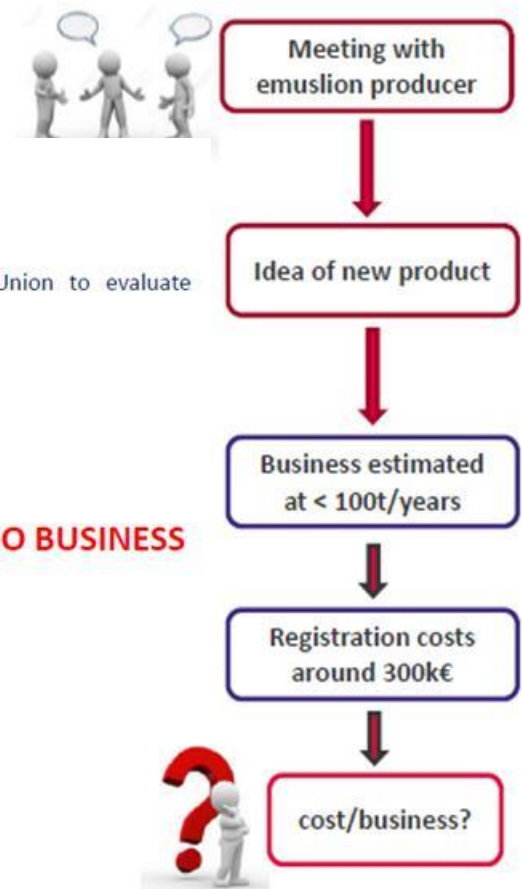 Meeting with
emuslion producer
Union to evaluate
Idea of new product
Business estimated
at < 100t/years
O BUSINESS
Registration costs
around 300k€
cost/business?